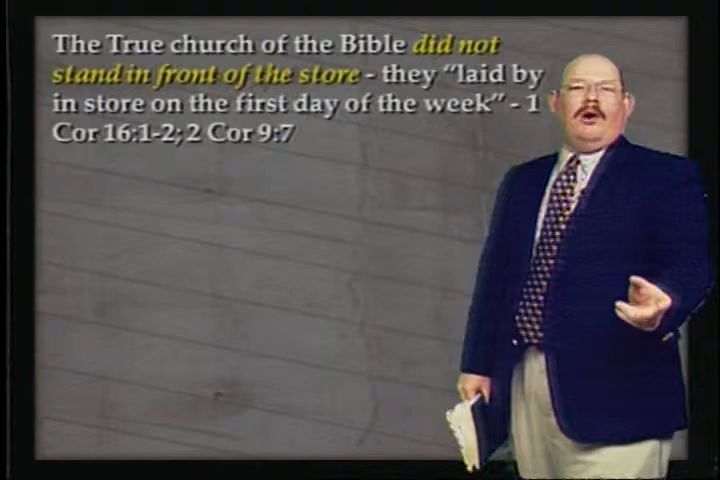 The True church of the Bible did not
stand in front of the store - they “laid by
in store on the first day of the week” - 1
Cor 16:1-2; 2 Cor 9:7